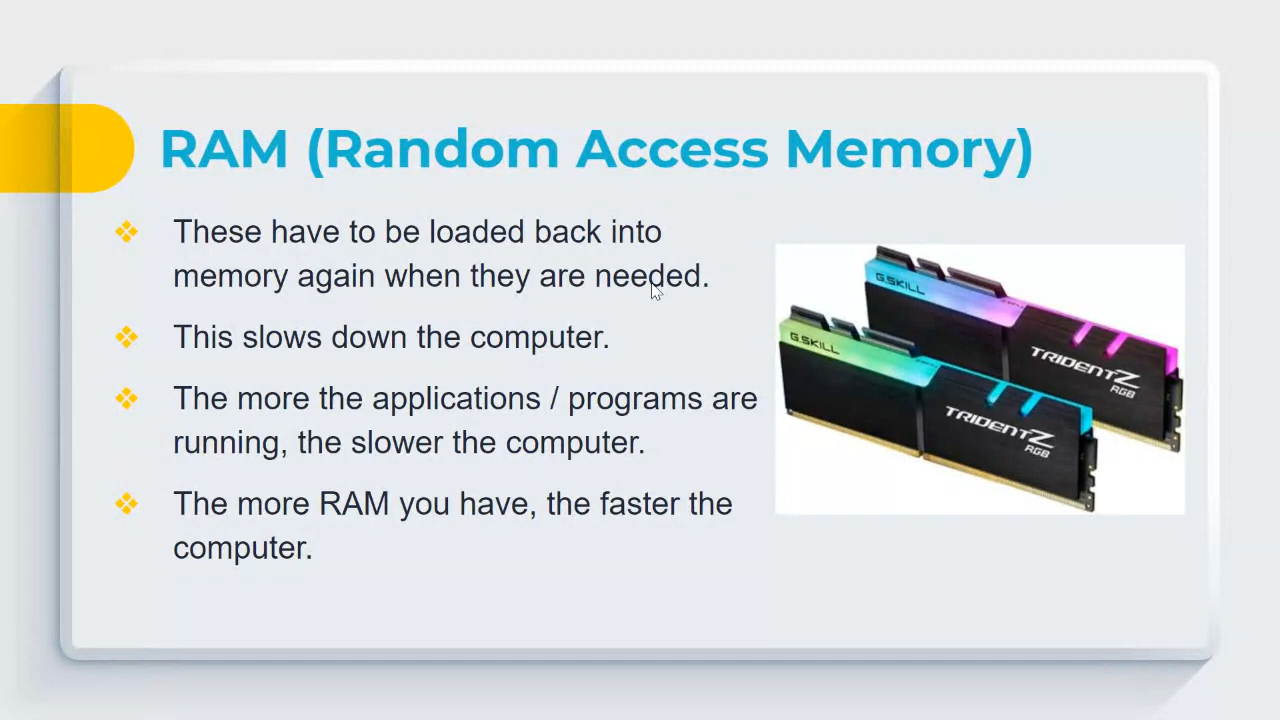 RAM (Random Access Memory)
These have to be loaded back into
memory again when they are needed.
This slows down the computer.
The more the applications / programs are
running, the slower the computer.
The more RAM you have, the faster the
computer.
G.SKILL
TRIDENT Z
RGB
G.SKILL
TRIDENT Z
RGB